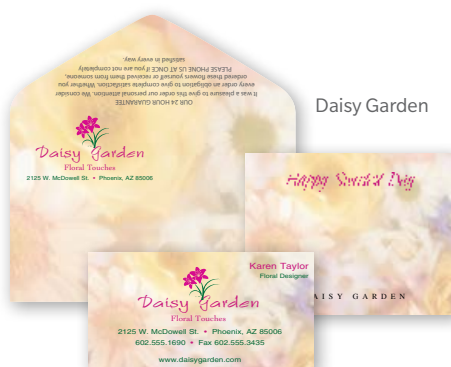 OUR 24 HOUR GUARANTEE
It was a pleasure to give this order our personal attention. We consider
every order an obligation to give complete satisfaction. Whether you
ordered these flowers yourself or received them from someone,
PLEASE PHONE US AT ONCE if you are not completely
satisfied in every way.
Daisy Garden
Floral Touches
2125 W. McDowell St. • Phoenix, AZ 85006
Daisy Garden
Happy Day
AISY GARDEN
Karen Taylor
Floral Designer
Daisy Garden
Floral Touches
2125 W. McDowell St. • Phoenix, AZ 85006
602.555.1690 • Fax 602.555.3435
www.daisygarden.com